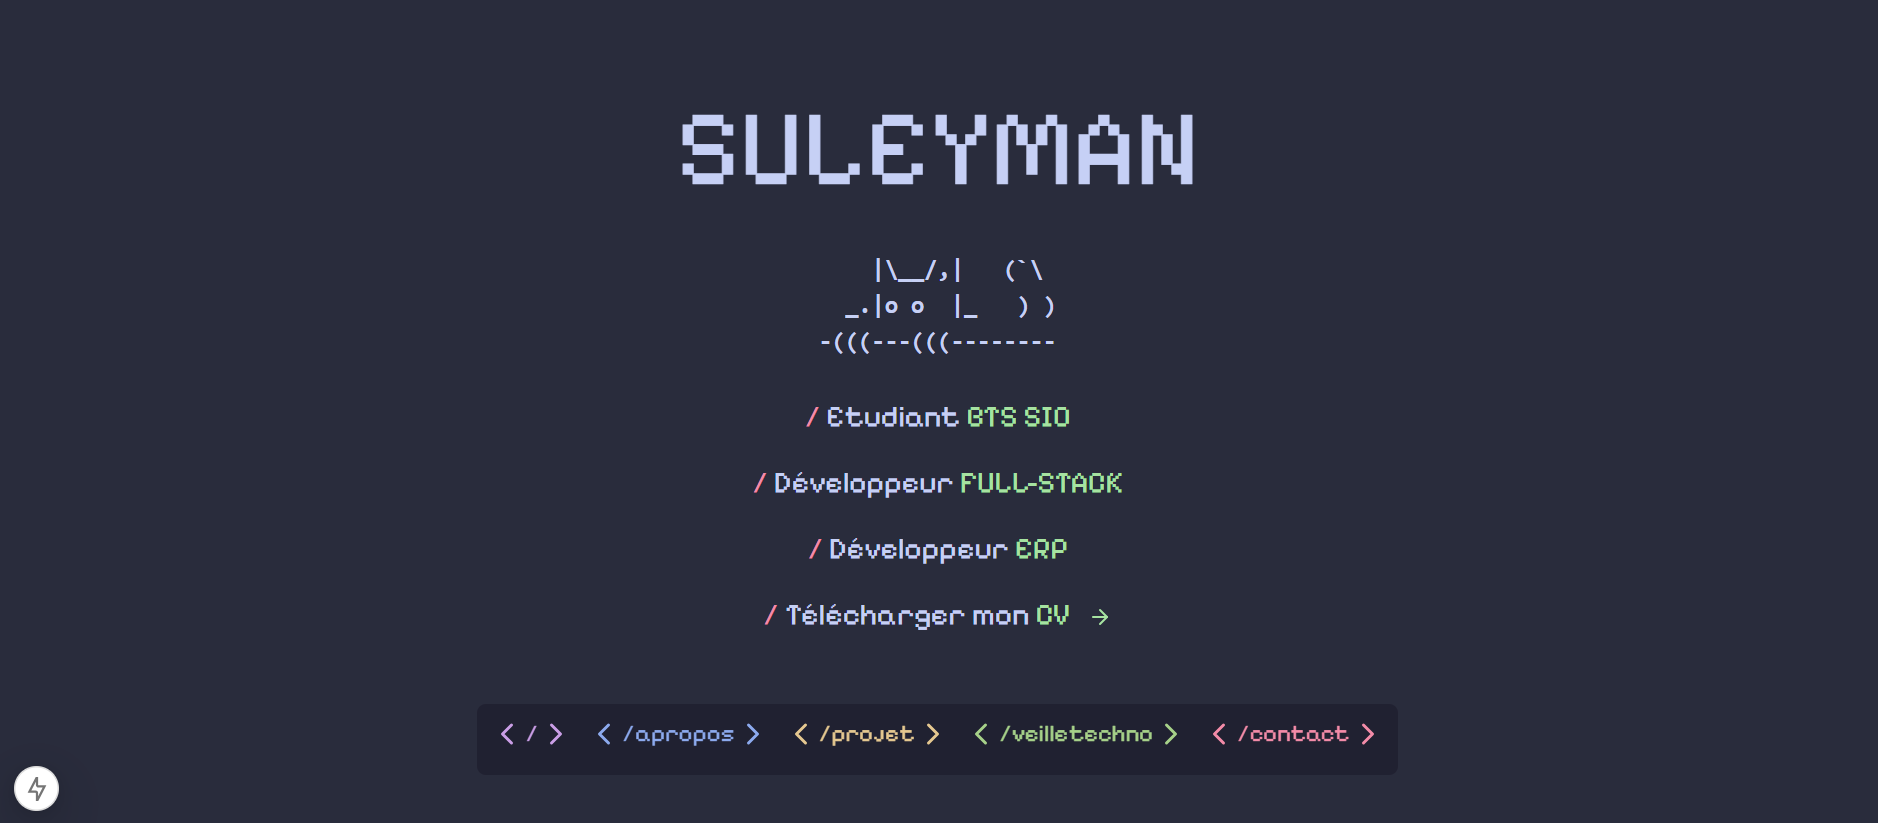 SULEYMAN
|\__/,|   (`\
_.|o o  |_   ) )
-(((---(((--------
/ Etudiant BTS SIO
/ Développeur FULL-STACK
/ Développeur ERP
/ Télécharger mon CV →
< / > < /apropos > < /projet > < /veilletechno > < /contact >